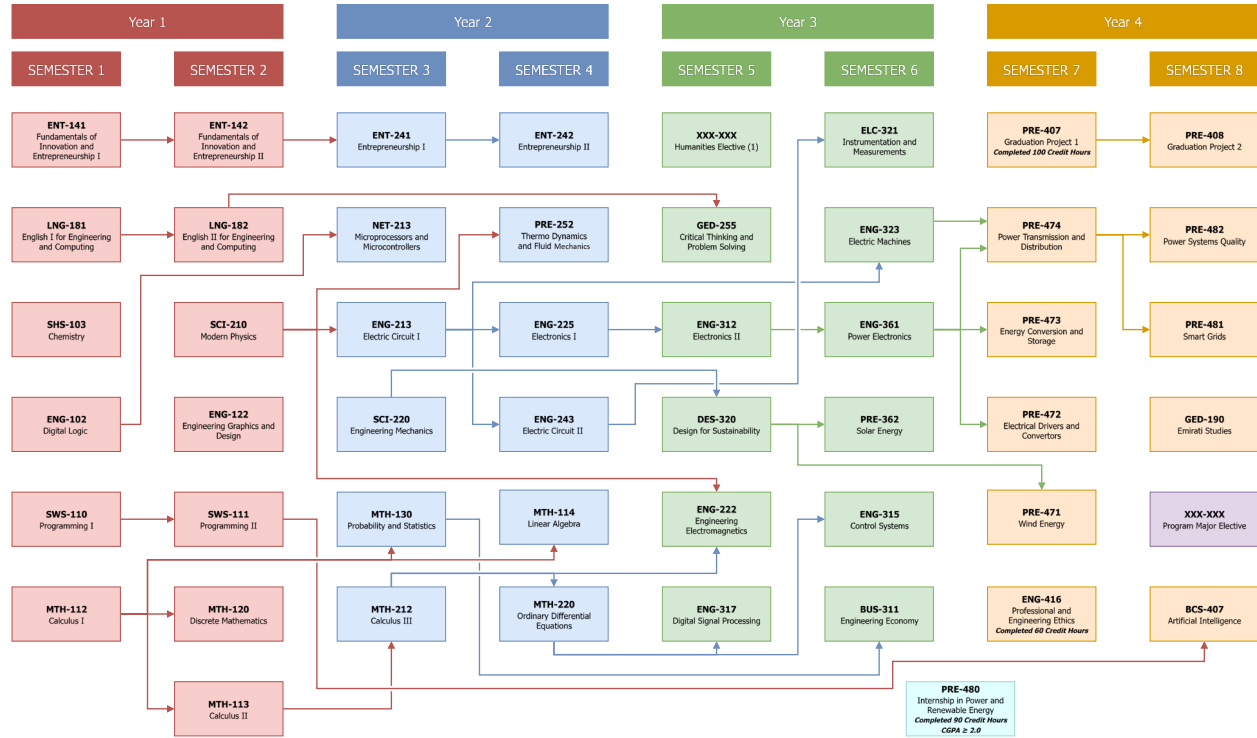 Year 1
Year 2
Year 3
Year 4
SEMESTER 1
SEMESTER 2
SEMESTER 3
SEMESTER 4
SEMESTER 5
SEMESTER 6
SEMESTER 7
SEMESTER 8
ENT-141
Fundamentals of
Innovation and
Entrepreneurship I
ENT-142
Fundamentals of
Innovation and
Entrepreneurship II
ENT-241
Entrepreneurship I
ENT-242
Entrepreneurship II
XXX-XXX
Humanities Elective (1)
ELC-321
Instrumentation and
Measurements
PRE-407
Graduation Project 1
Completed 100 Credit Hours
PRE-408
Graduation Project 2
LNG-181
English I for Engineering
and Computing
LNG-182
English II for Engineering
and Computing
NET-213
Microprocessors and
Microcontrollers
PRE-252
Thermo Dynamics
and Fluid Mechanics
GED-255
Critical Thinking and
Problem Solving
ENG-323
Electric Machines
PRE-474
Power Transmission and
Distribution
PRE-482
Power Systems Quality
SHS-103
Chemistry
SCI-210
Modern Physics
ENG-213
Electric Circuit I
ENG-225
Electronics I
ENG-312
Electronics II
ENG-361
Power Electronics
PRE-473
Energy Conversion and
Storage
PRE-481
Smart Grids
ENG-102
Digital Logic
ENG-122
Engineering Graphics and
Design
SCI-220
Engineering Mechanics
ENG-243
Electric Circuit II
DES-320
Design for Sustainability
PRE-362
Solar Energy
PRE-472
Electrical Drivers and
Convertors
GED-190
Emirati Studies
SWS-110
Programming I
SWS-111
Programming II
MTH-130
Probability and Statistics
MTH-114
Linear Algebra
ENG-222
Engineering
Electromagnetics
ENG-315
Control Systems
PRE-471
Wind Energy
XXX-XXX
Program Major Elective
MTH-112
Calculus I
MTH-120
Discrete Mathematics
MTH-212
Calculus III
MTH-220
Ordinary Differential
Equations
ENG-317
Digital Signal Processing
BUS-311
Engineering Economy
ENG-416
Professional and
Engineering Ethics
Completed 60 Credit Hours
BCS-407
Artificial Intelligence
MTH-113
Calculus II
PRE-480
Internship in Power and
Renewable Energy
Completed 90 Credit Hours
CGPA ≥ 2.0